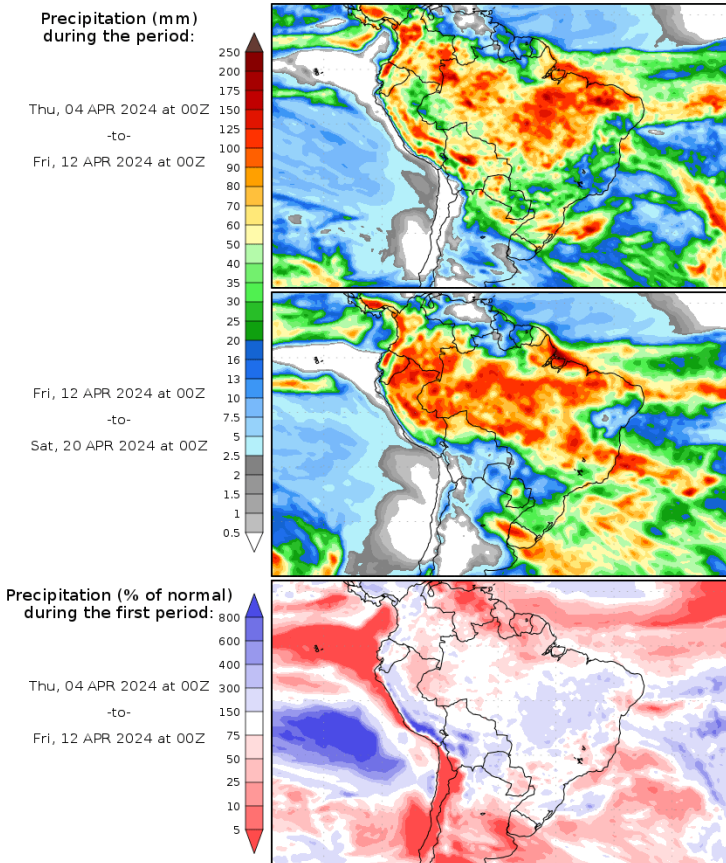 Precipitation (mm)
during the period:
Thu, 04 APR 2024 at 00Z
-to-
Fri, 12 APR 2024 at 00Z
250
200
175
150
125
100
90
80
70
60
50
40
35
30
25
20
16
13
10
7.5
5
2.5
2
1.5
1
0.5
Fri, 12 APR 2024 at 00Z
-to-
Sat, 20 APR 2024 at 00Z
Precipitation (% of normal)
during the first period:
Thu, 04 APR 2024 at 00Z
-to-
Fri, 12 APR 2024 at 00Z
800
600
400
300
150
75
50
25
10
5